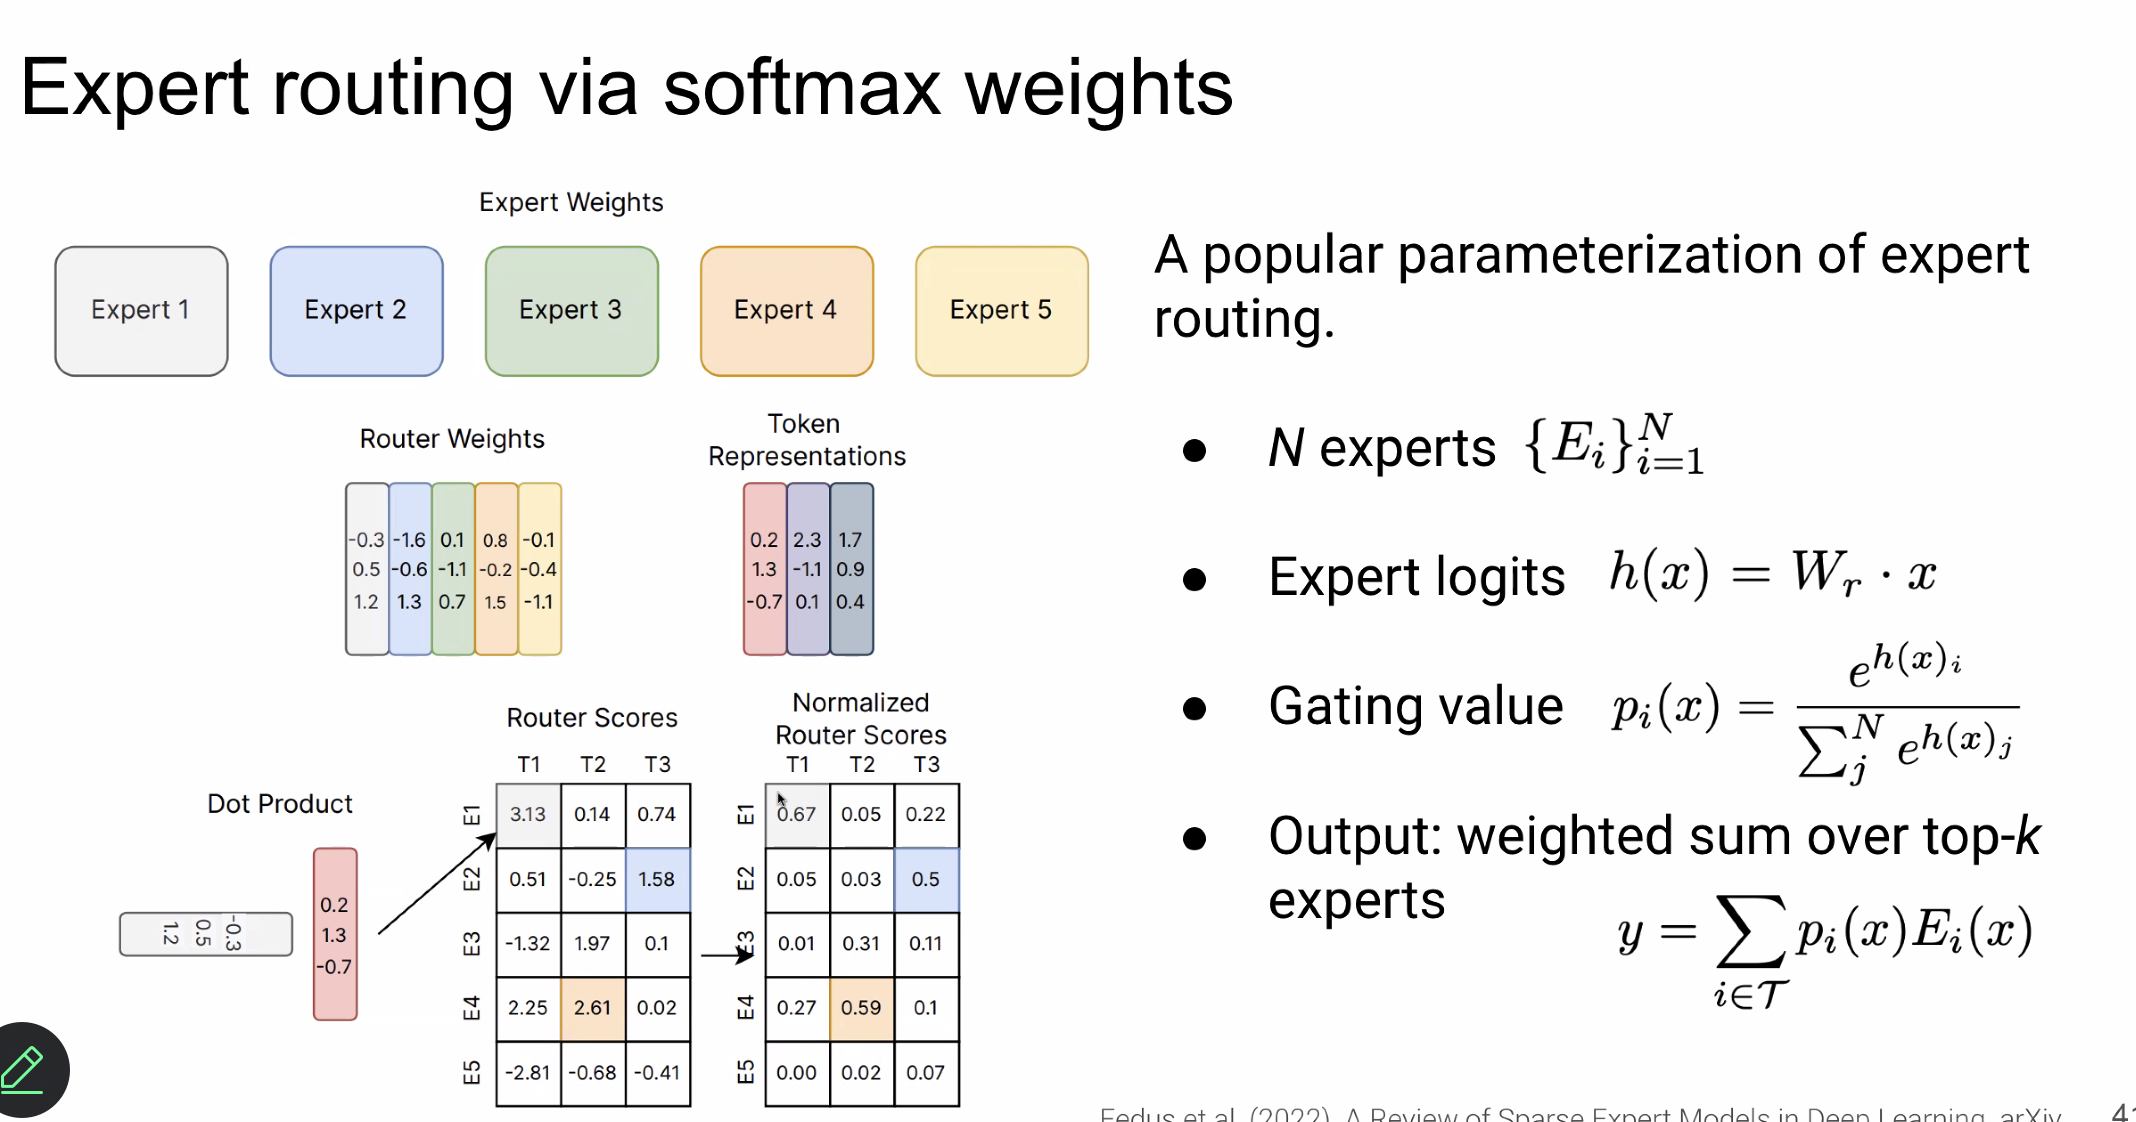 Expert routing via softmax weights
Expert Weights
Expert 1 Expert 2 Expert 3 Expert 4 Expert 5
Router Weights
-0.3 -1.6 0.1 0.8 -0.1
0.5 -0.6 -1.1 -0.2 -0.4
1.2 1.3 0.7 1.5 -1.1
Token
Representations
0.2 2.3 1.7
1.3 -1.1 0.9
-0.7 0.1 0.4
Dot Product
-0.3
0.5
1.2
0.2
1.3
-0.7
Router Scores
T1 T2 T3
E1 3.13 0.14 0.74
E2 0.51 -0.25 1.58
E3 -1.32 1.97 0.1
E4 2.25 2.61 0.02
E5 -2.81 -0.68 -0.41
Normalized
Router Scores
T1 T2 T3
E1 0.67 0.05 0.22
E2 0.05 0.03 0.5
E3 0.01 0.31 0.11
E4 0.27 0.59 0.1
E5 0.00 0.02 0.07
A popular parameterization of expert
routing.
● N experts {E_i}_{i=1}^N
● Expert logits h(x) = W_r · x
● Gating value p_i(x) = e^{h(x)_i} / ∑_j^N e^{h(x)_j}
● Output: weighted sum over top-k
experts
y = ∑_{i∈𝒯} p_i(x)E_i(x)
Fedus et al. (2022). A Review of Sparse Expert Models in Deep Learning. arXiv